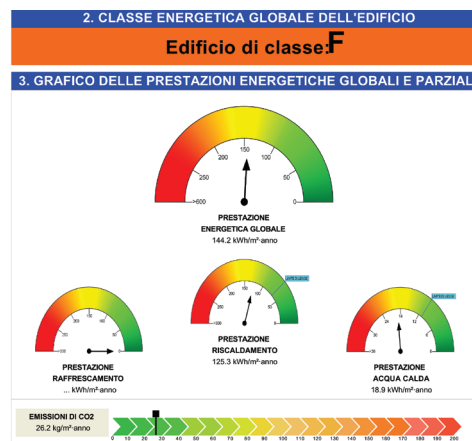 2. CLASSE ENERGETICA GLOBALE DELL'EDIFICIO
Edificio di classe:F
3. GRAFICO DELLE PRESTAZIONI ENERGETICHE GLOBALI E PARZIAL
150
200
100
250
50
>300
0
PRESTAZIONE
ENERGETICA GLOBALE
144.2 kWh/m²·anno
PRESTAZIONE
RAFFRESCAMENTO
... kWh/m²·anno
PRESTAZIONE
RISCALDAMENTO
125.3 kWh/m²·anno
PRESTAZIONE
ACQUA CALDA
18.9 kWh/m²·anno
EMISSIONI DI CO2
26.2 kg/m²·anno
0 10 20 30 40 50 60 70 80 90 100 110 120 130 140 150 160 170 180 190 200